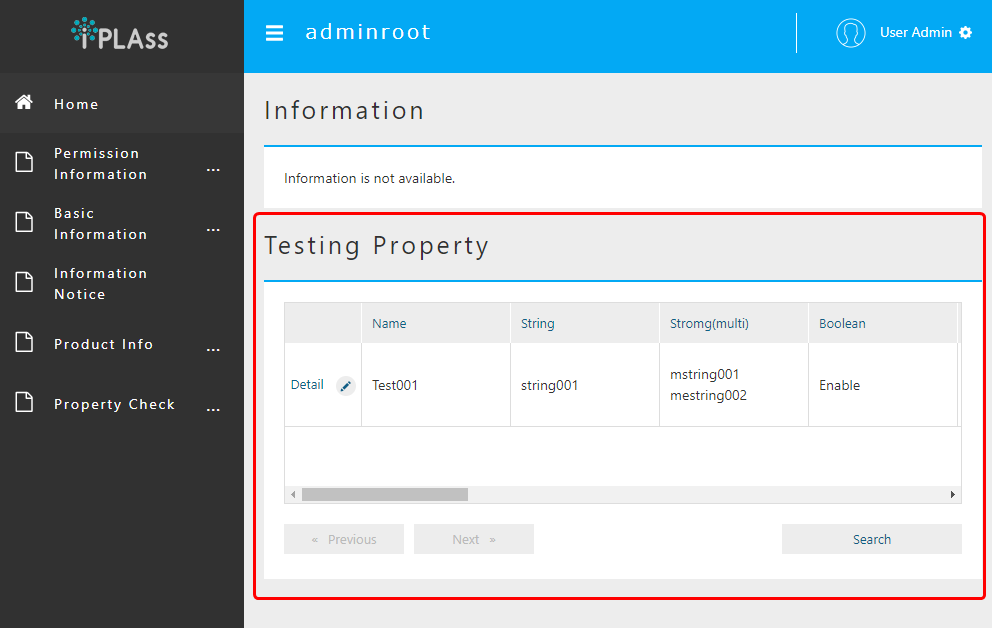 iPLAss
adminroot
User Admin
Home
Permission
Information
...
Basic
Information
...
Information
Notice
Product Info
...
Property Check
...
Information
Information is not available.
Testing Property
Name String Stromg(multi) Boolean
Detail Test001 string001 mstring001
mestring002 Enable
« Previous Next » Search